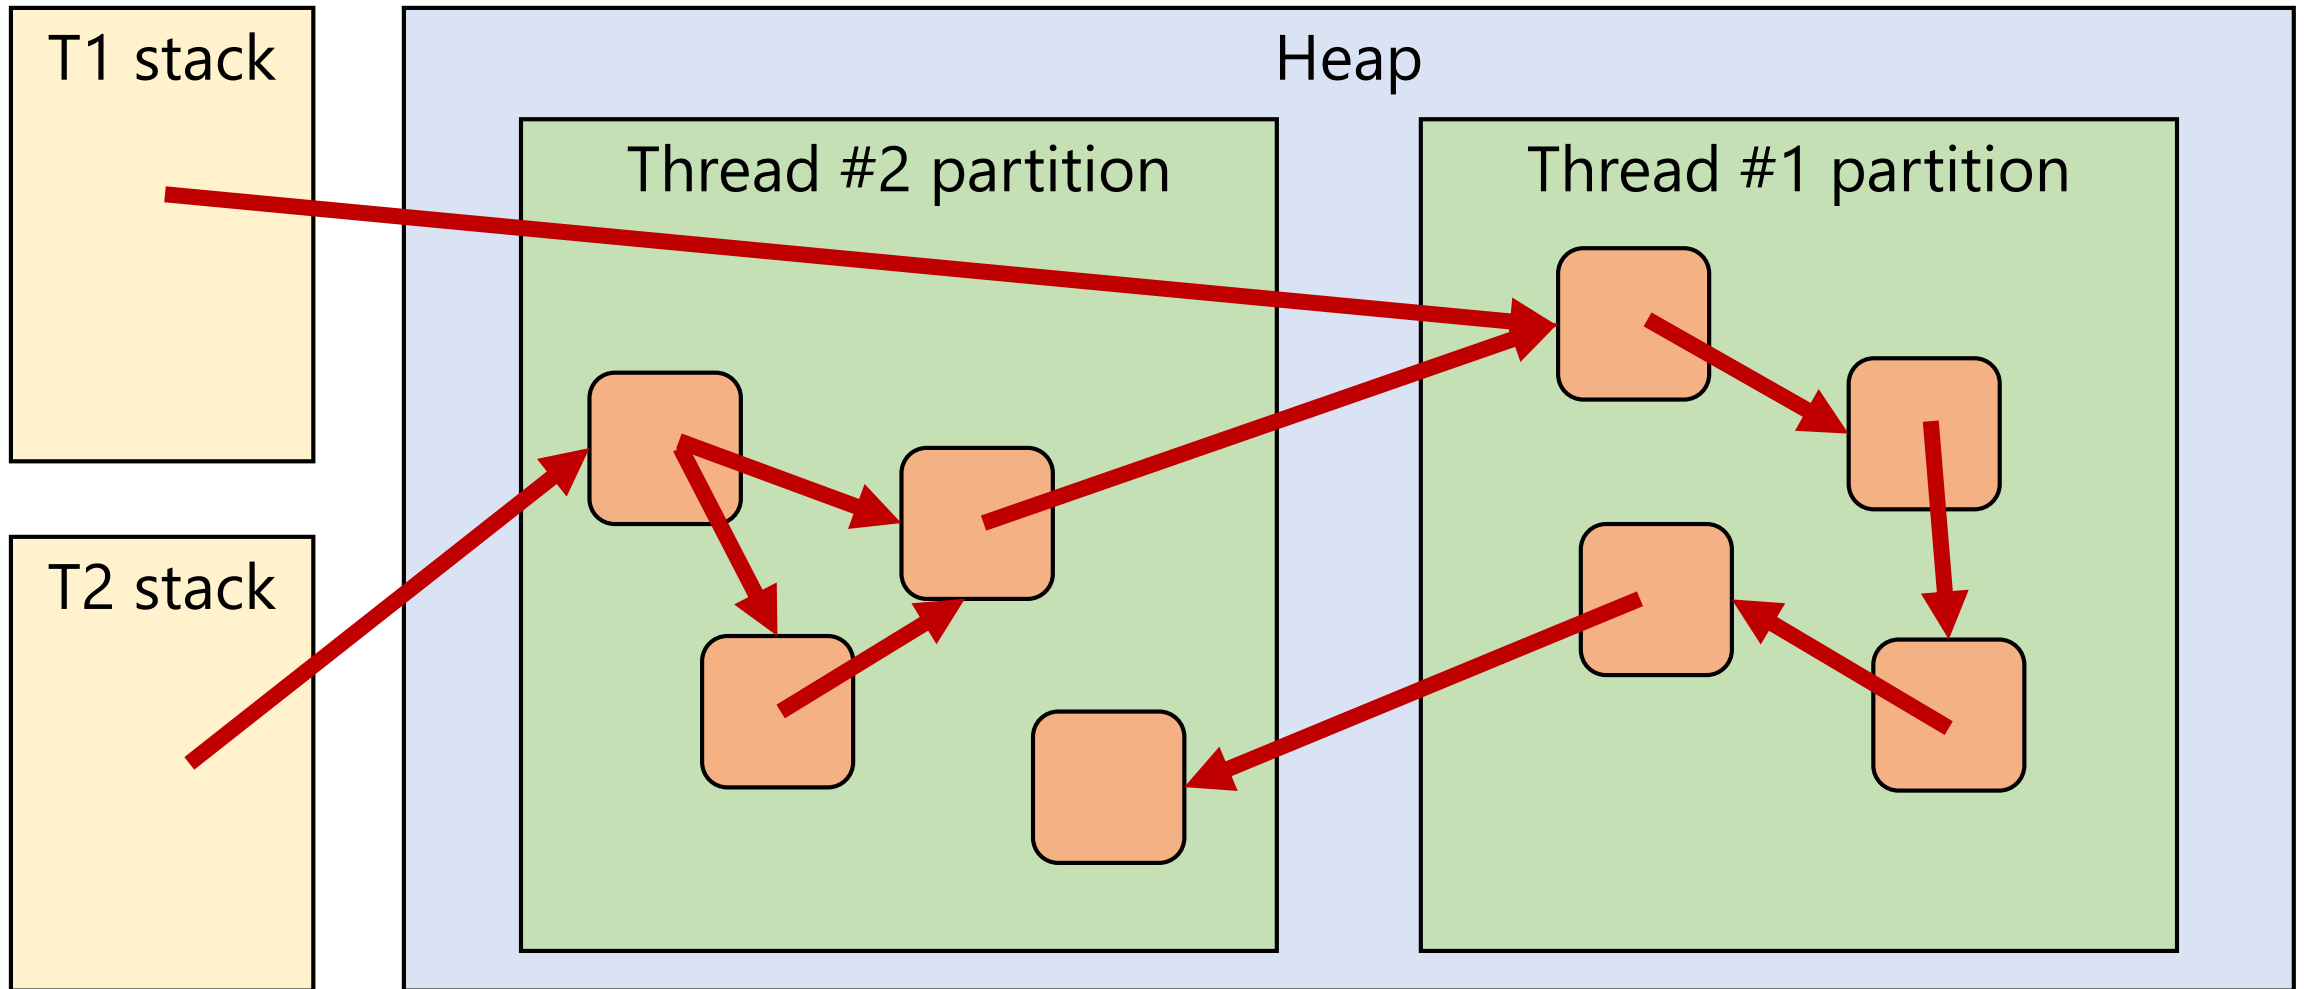 T1 stack
Heap
Thread #2 partition
Thread #1 partition
T2 stack